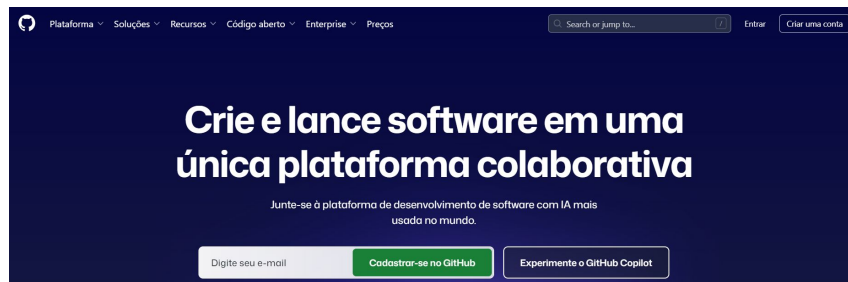 Plataforma Soluções Recursos Código aberto Enterprise Preços Search or jump to... / Entrar Criar uma conta
Crie e lance software em uma
única plataforma colaborativa
Junte-se à plataforma de desenvolvimento de software com IA mais
usada no mundo.
Digite seu e-mail Cadastrar-se no GitHub Experimente o GitHub Copilot